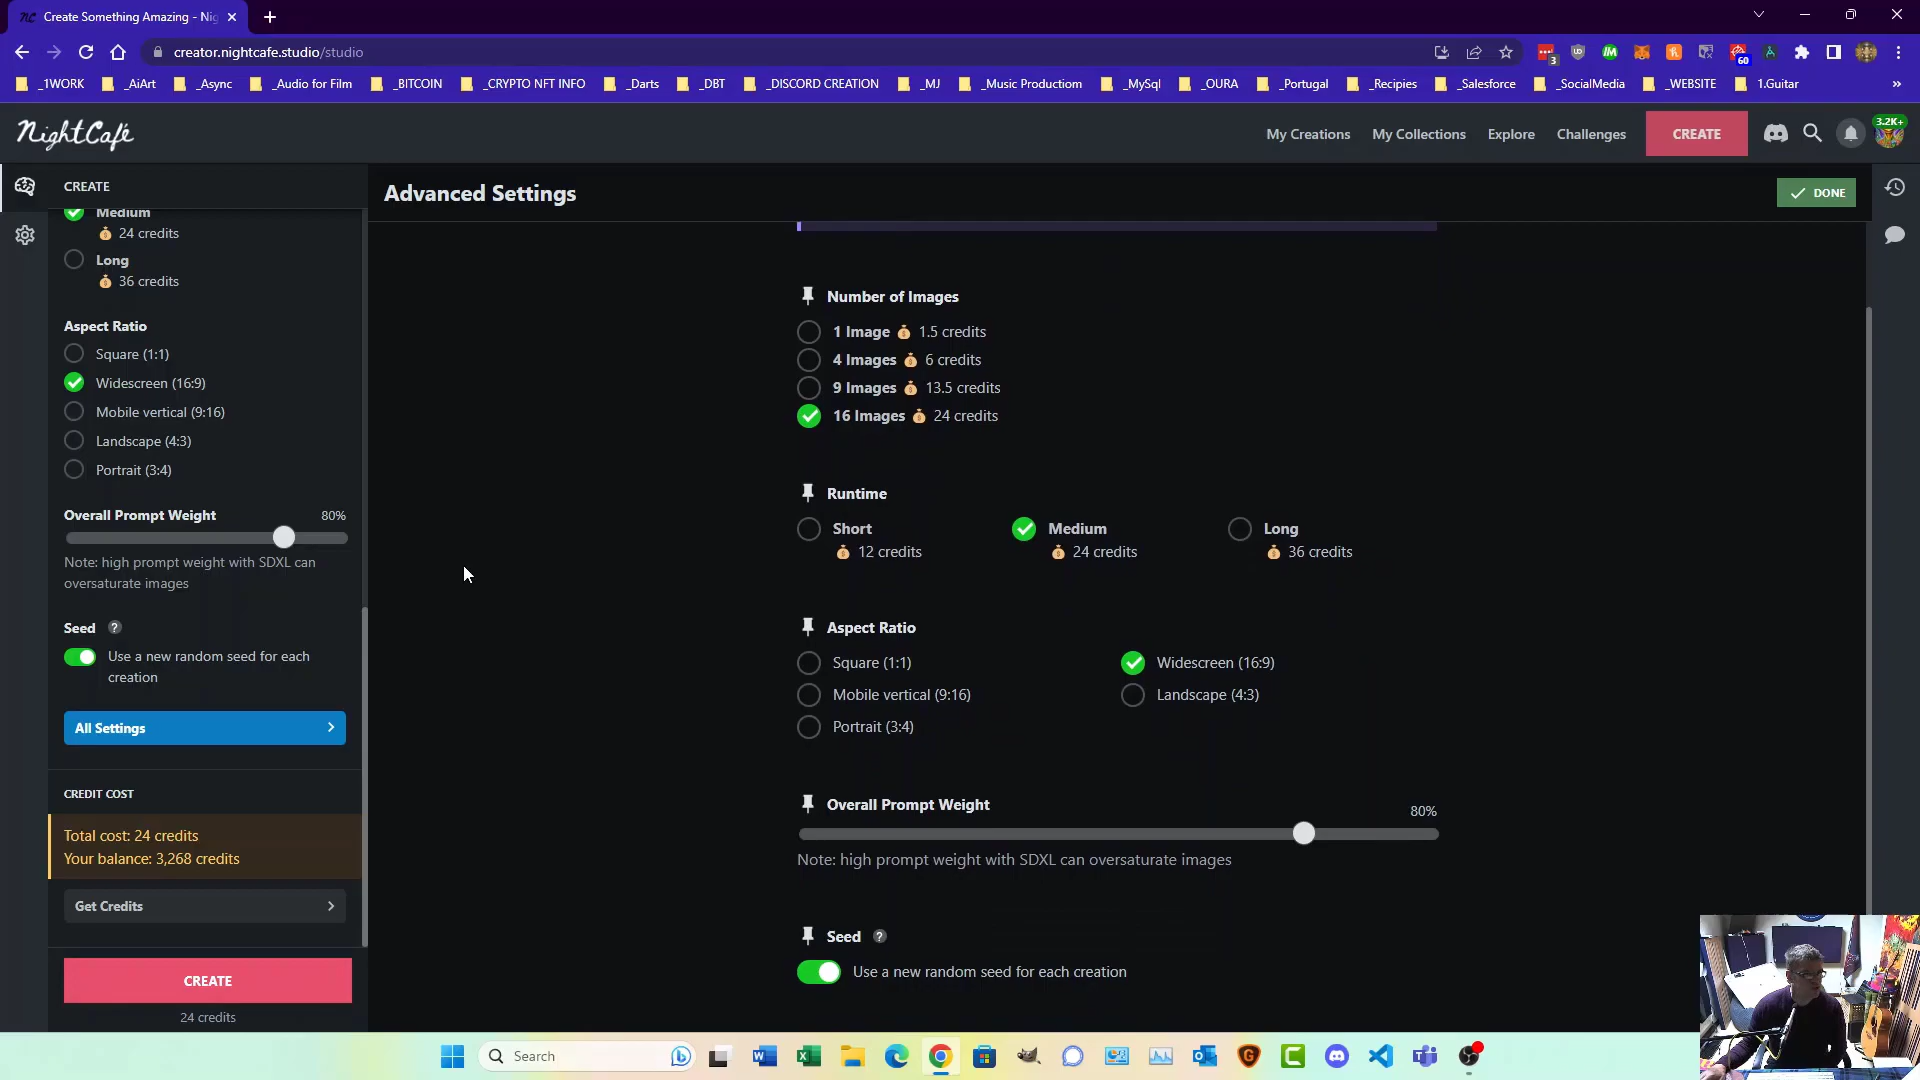 Create Something Amazing - Nig
creator.nightcafe.studio/studio
3
60
_1WORK
_AiArt
_Async
_Audio for Film
_BITCOIN
_CRYPTO NFT INFO
_Darts
_DBT
_DISCORD CREATION
_MJ
_Music Productiom
_MySql
_OURA
_Portugal
_Recipies
_Salesforce
_SocialMedia
_WEBSITE
1.Guitar
NightCafé
My Creations
My Collections
Explore
Challenges
CREATE
3.2K+
CREATE
Medium
24 credits
Long
36 credits
Aspect Ratio
Square (1:1)
Widescreen (16:9)
Mobile vertical (9:16)
Landscape (4:3)
Portrait (3:4)
Overall Prompt Weight
80%
Note: high prompt weight with SDXL can
oversaturate images
Seed ?
Use a new random seed for each
creation
All Settings
CREDIT COST
Total cost: 24 credits
Your balance: 3,268 credits
Get Credits
CREATE
24 credits
Advanced Settings
DONE
Number of Images
1 Image 1.5 credits
4 Images 6 credits
9 Images 13.5 credits
16 Images 24 credits
Runtime
Short
12 credits
Medium
24 credits
Long
36 credits
Aspect Ratio
Square (1:1)
Widescreen (16:9)
Mobile vertical (9:16)
Landscape (4:3)
Portrait (3:4)
Overall Prompt Weight
80%
Note: high prompt weight with SDXL can oversaturate images
Seed ?
Use a new random seed for each creation
Search